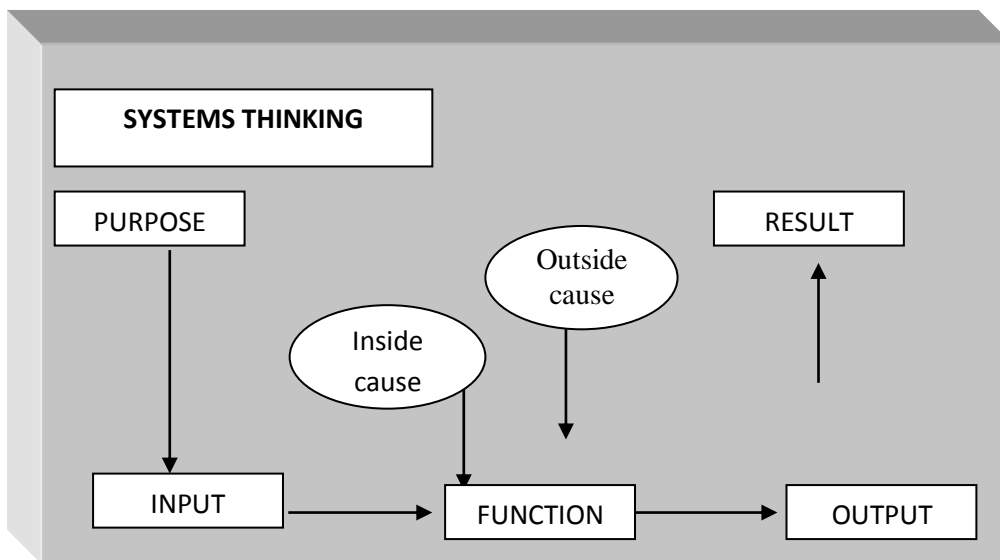 SYSTEMS THINKING
PURPOSE
RESULT
Outside
cause
Inside
cause
INPUT
FUNCTION
OUTPUT